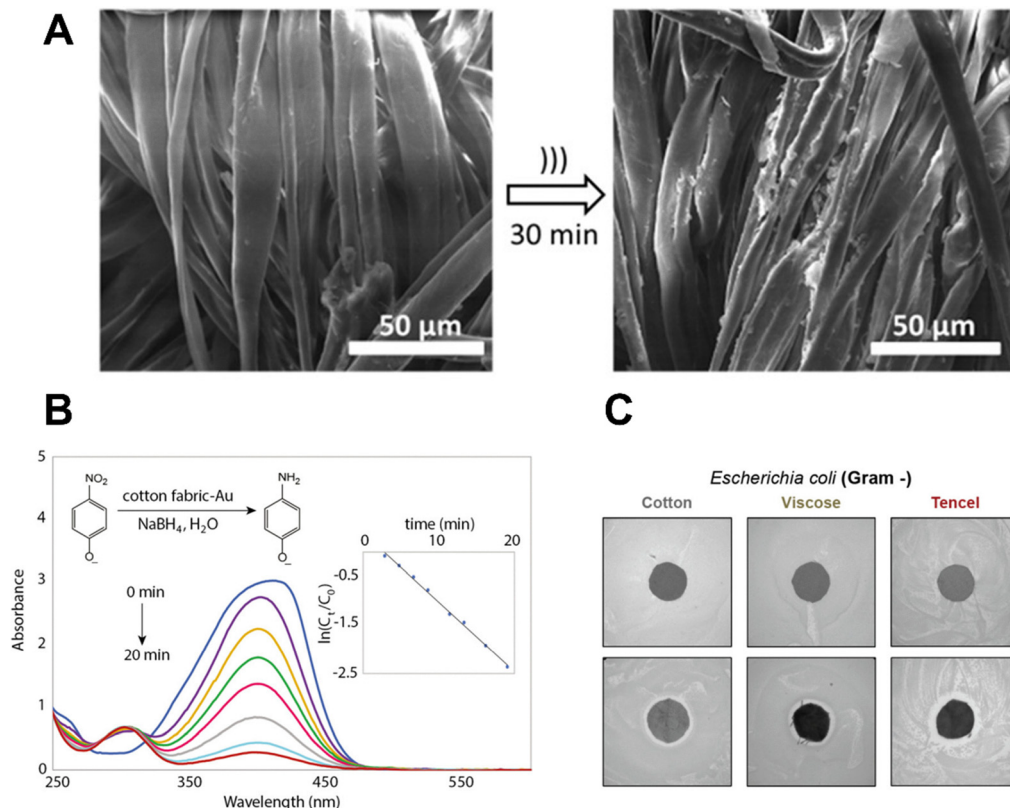 A
)))
30 min
50 µm
50 µm
B
5
4
3
2
1
0
250
350
450
550
Absorbance
Wavelength (nm)
NO₂
cotton fabric-Au
NaBH₄, H₂O
O−
NH₂
O−
0 min
20 min
time (min)
0
10
20
-0.5
-1.5
-2.5
ln(Cₜ/C₀)
C
Escherichia coli (Gram -)
Cotton Viscose Tencel